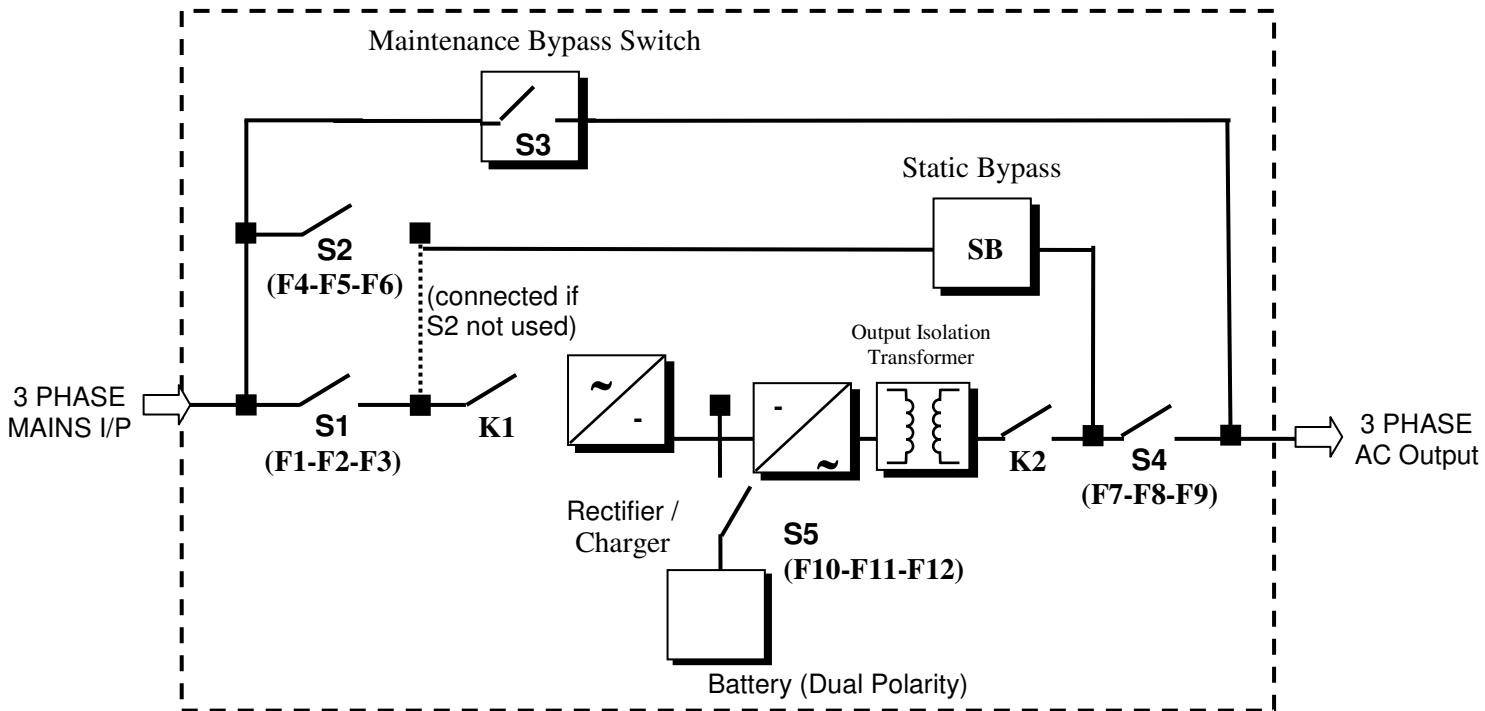 Maintenance Bypass Switch
S3
Static Bypass
SB
S2
(F4-F5-F6)
(connected if
S2 not used)
Output Isolation
Transformer
3 PHASE
MAINS I/P
~
-
-
~
S1
(F1-F2-F3)
K1
K2
S4
(F7-F8-F9)
3 PHASE
AC Output
Rectifier /
Charger
S5
(F10-F11-F12)
Battery (Dual Polarity)